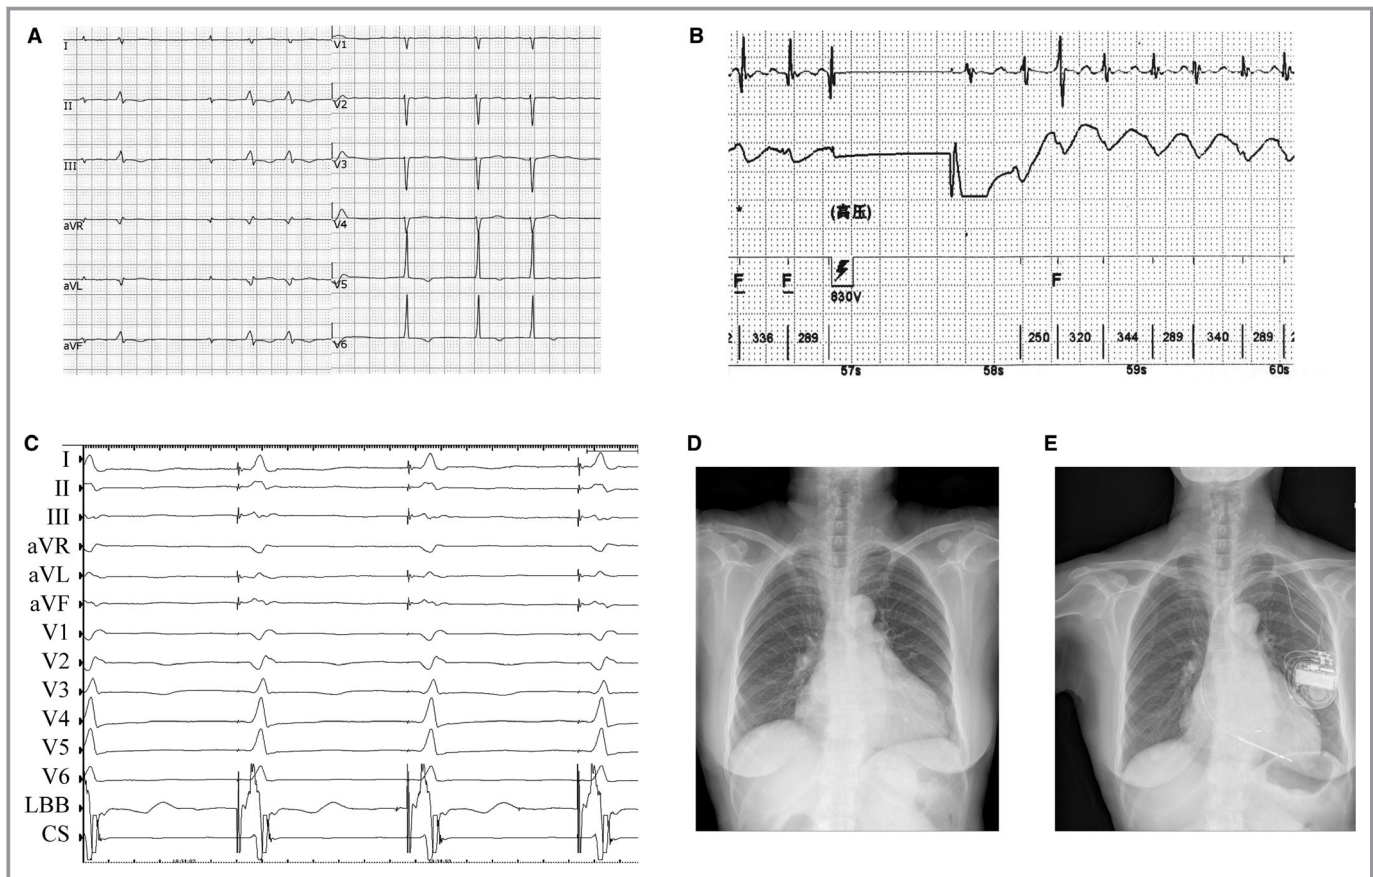 A
I
II
III
aVR
aVL
aVF
V1
V2
V3
V4
V5
V6
B
*
(高压)
F F F
830V
336 289 250 320 344 289 340 289
57s 58s 59s 60s
C
I
II
III
aVR
aVL
aVF
V1
V2
V3
V4
V5
V6
LBB
CS
D
E